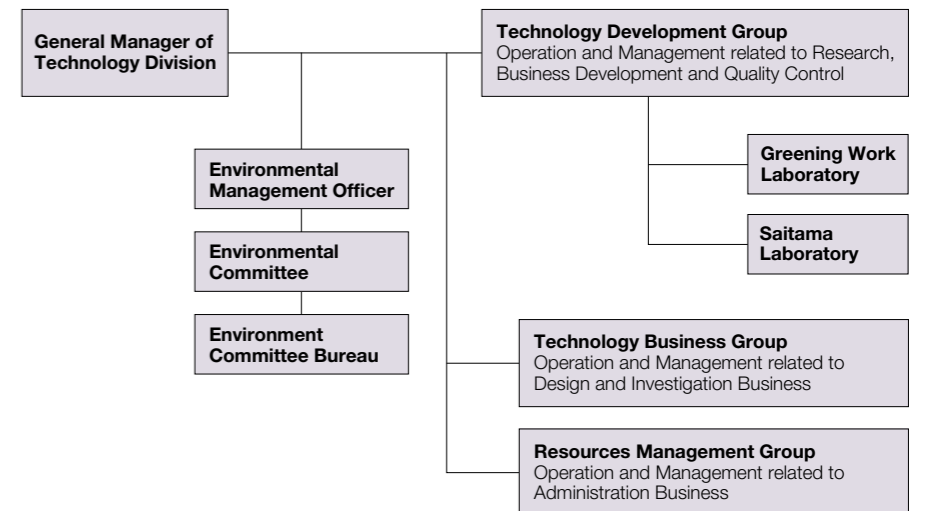 General Manager of
Technology Division
Technology Development Group
Operation and Management related to Research,
Business Development and Quality Control
Environmental
Management Officer
Greening Work
Laboratory
Environmental
Committee
Saitama
Laboratory
Environment
Committee Bureau
Technology Business Group
Operation and Management related to
Design and Investigation Business
Resources Management Group
Operation and Management related to
Administration Business